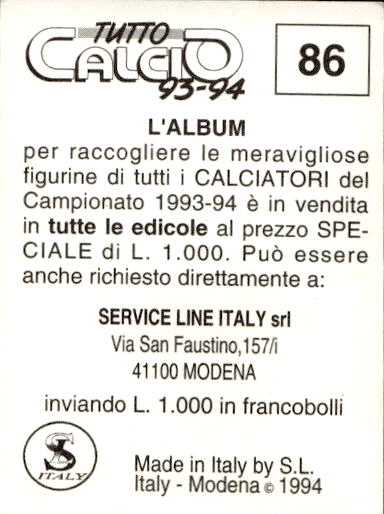 TUTTO
CALCIO
93-94
86
L'ALBUM
per raccogliere le meravigliose
figurine di tutti i CALCIATORI del
Campionato 1993-94 è in vendita
in tutte le edicole al prezzo SPE-
CIALE di L. 1.000. Può essere
anche richiesto direttamente a:
SERVICE LINE ITALY srl
Via San Faustino,157/i
41100 MODENA
inviando L. 1.000 in francobolli
SL
ITALY
Made in Italy by S.L.
Italy - Modena © 1994